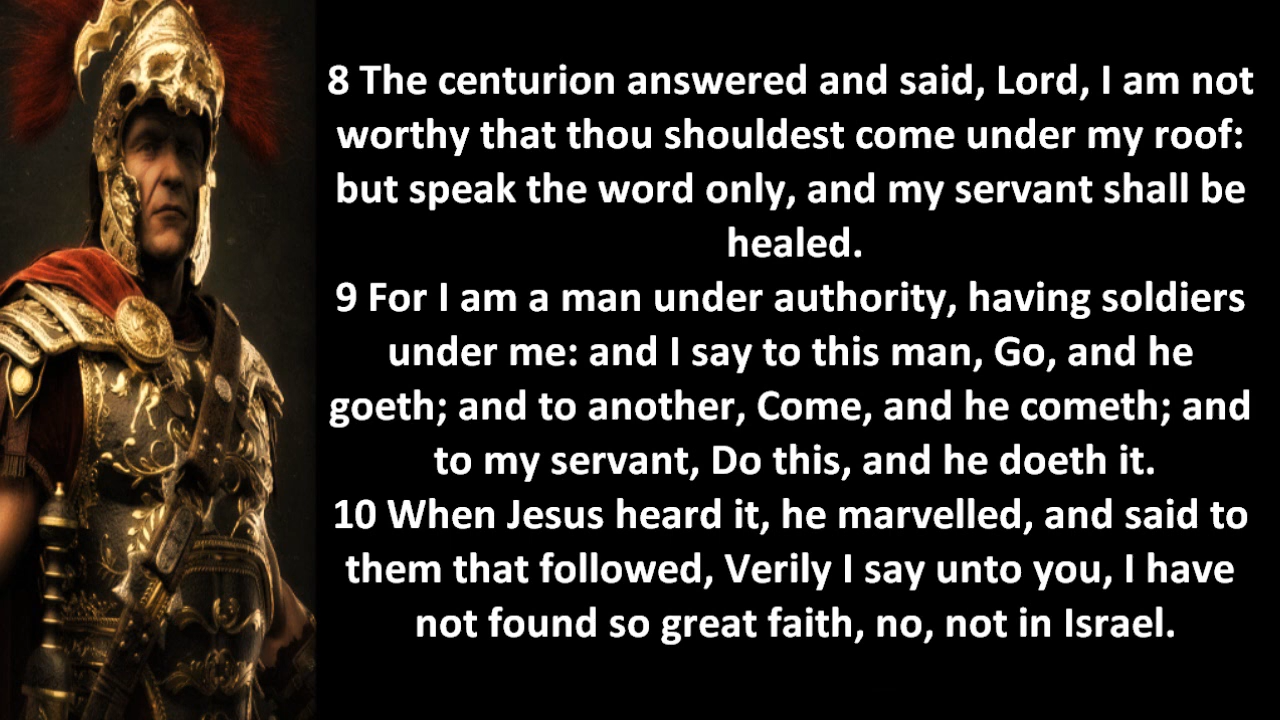 8 The centurion answered and said, Lord, I am not
worthy that thou shouldest come under my roof:
but speak the word only, and my servant shall be
healed.
9 For I am a man under authority, having soldiers
under me: and I say to this man, Go, and he
goeth; and to another, Come, and he cometh; and
to my servant, Do this, and he doeth it.
10 When Jesus heard it, he marvelled, and said to
them that followed, Verily I say unto you, I have
not found so great faith, no, not in Israel.